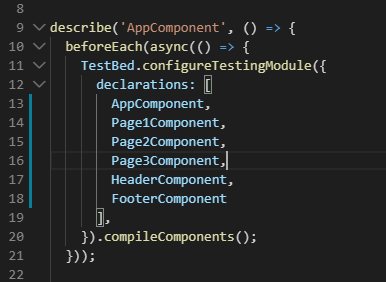 8
9 describe('AppComponent', () => {
10 beforeEach(async(() => {
11 TestBed.configureTestingModule({
12 declarations: [
13 AppComponent,
14 Page1Component,
15 Page2Component,
16 Page3Component,
17 HeaderComponent,
18 FooterComponent
19 ],
20 }).compileComponents();
21 }));
22